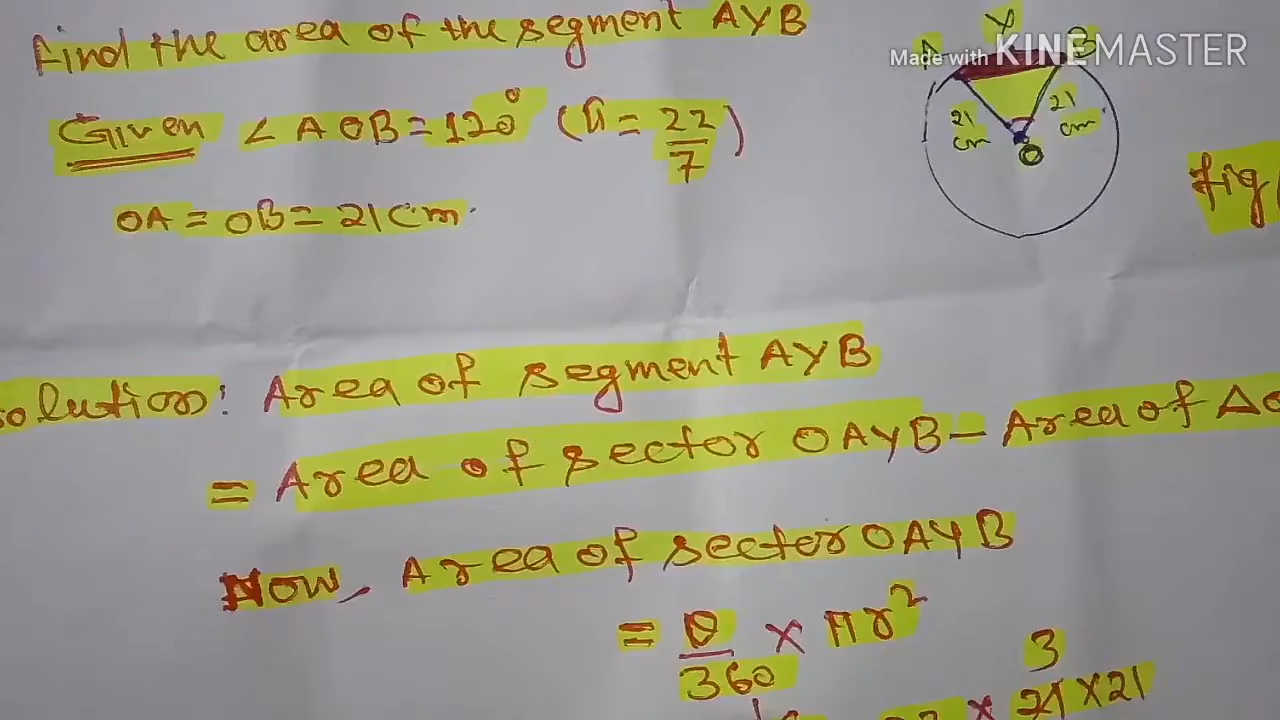 Find the area of the segment AYB
Given ∠AOB = 120° (π = 22/7)
OA = OB = 21 cm.
A Y B
21 cm 21 cm
O
Made with KINEMASTER
fig
solution: Area of segment AYB
= Area of sector OAYB - Area of Δ
Now, Area of sector OAYB
= θ/360 × πr²
3
× 21 × 21